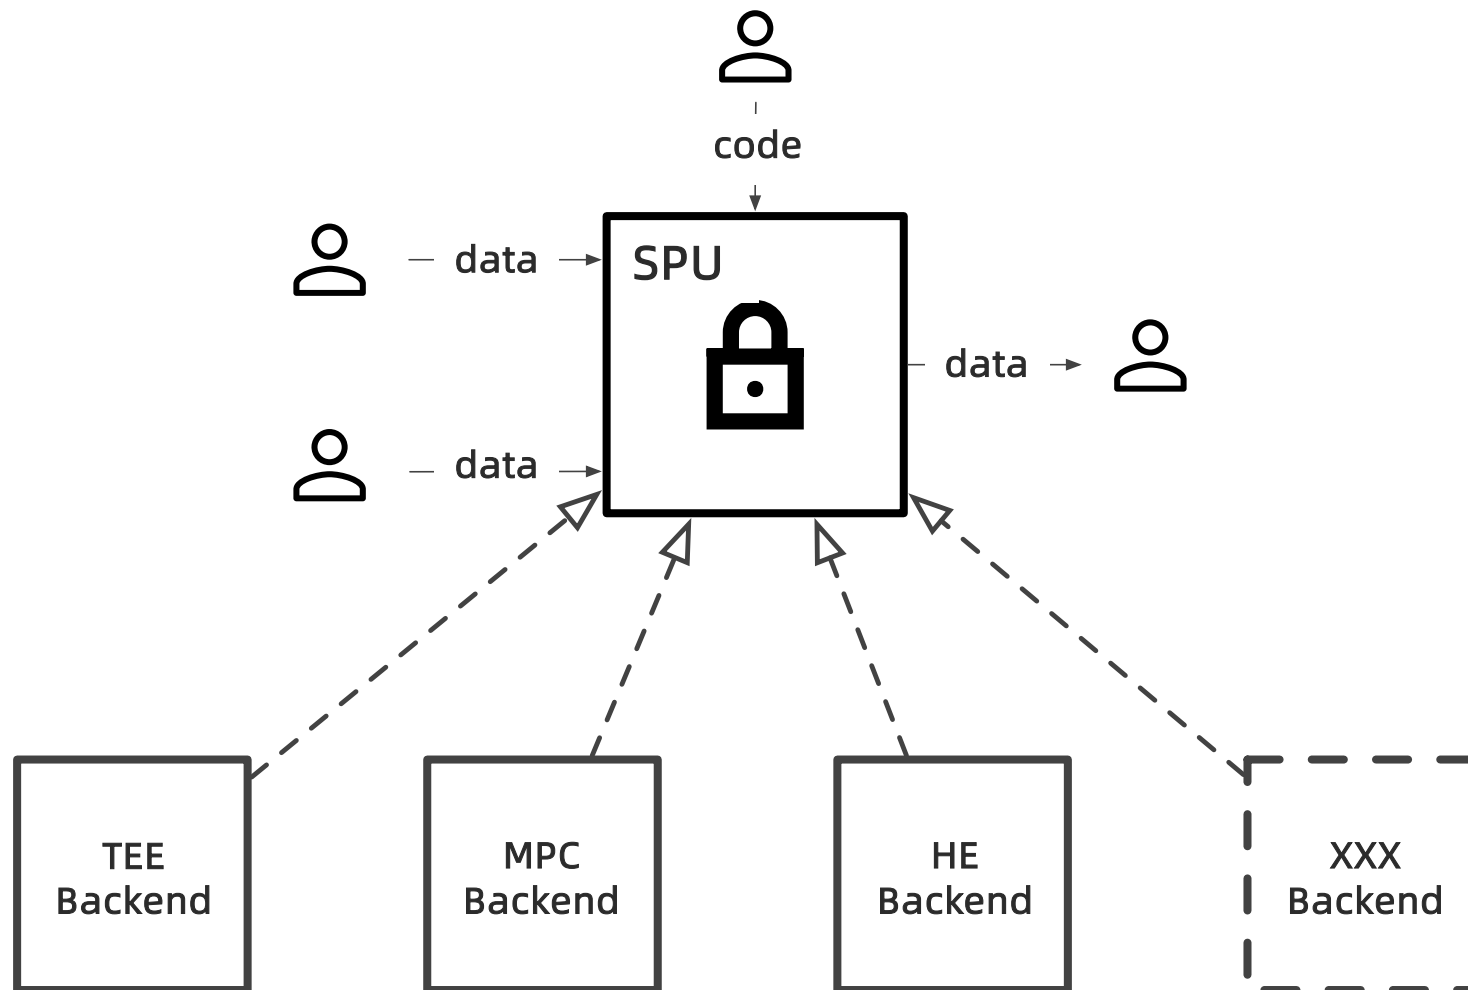 code
data
SPU
data
data
TEE
Backend
MPC
Backend
HE
Backend
XXX
Backend